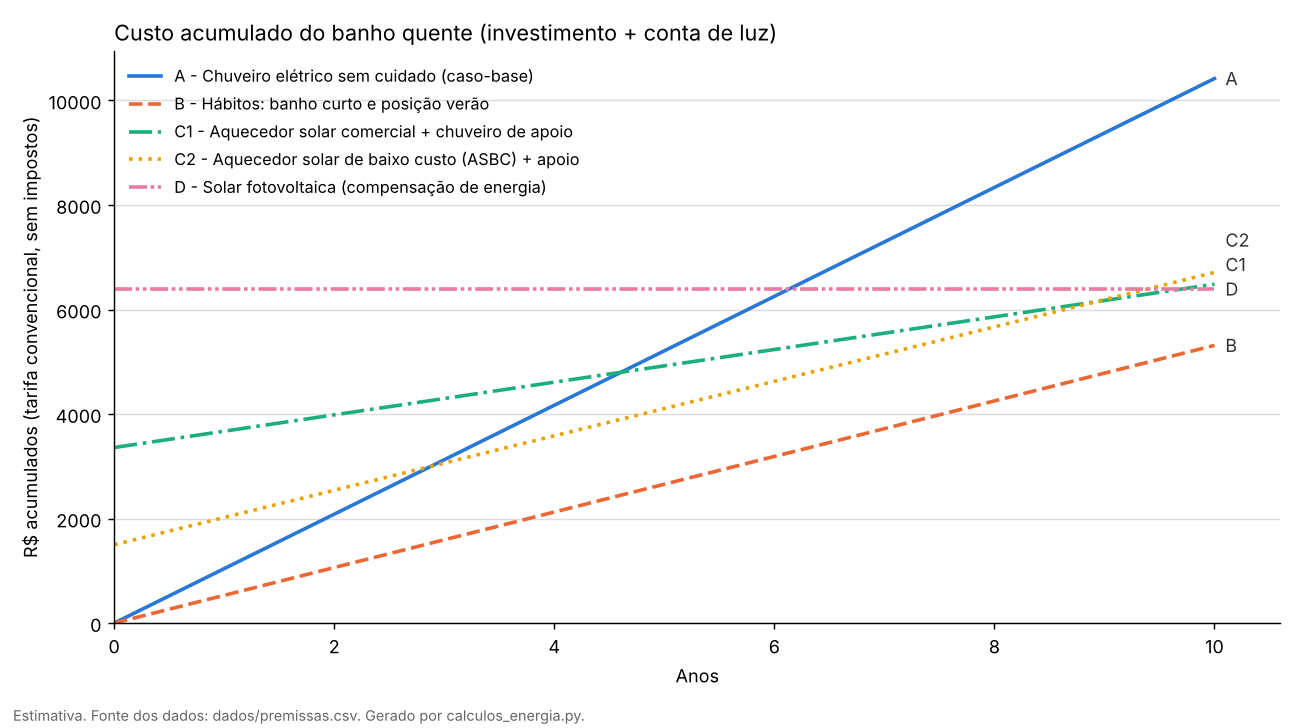 Custo acumulado do banho quente (investimento + conta de luz)
A - Chuveiro elétrico sem cuidado (caso-base)
B - Hábitos: banho curto e posição verão
C1 - Aquecedor solar comercial + chuveiro de apoio
C2 - Aquecedor solar de baixo custo (ASBC) + apoio
D - Solar fotovoltaica (compensação de energia)
R$ acumulados (tarifa convencional, sem impostos)
10000
8000
6000
4000
2000
0
A
C2
C1
D
B
0 2 4 6 8 10
Anos
Estimativa. Fonte dos dados: dados/premissas.csv. Gerado por calculos_energia.py.